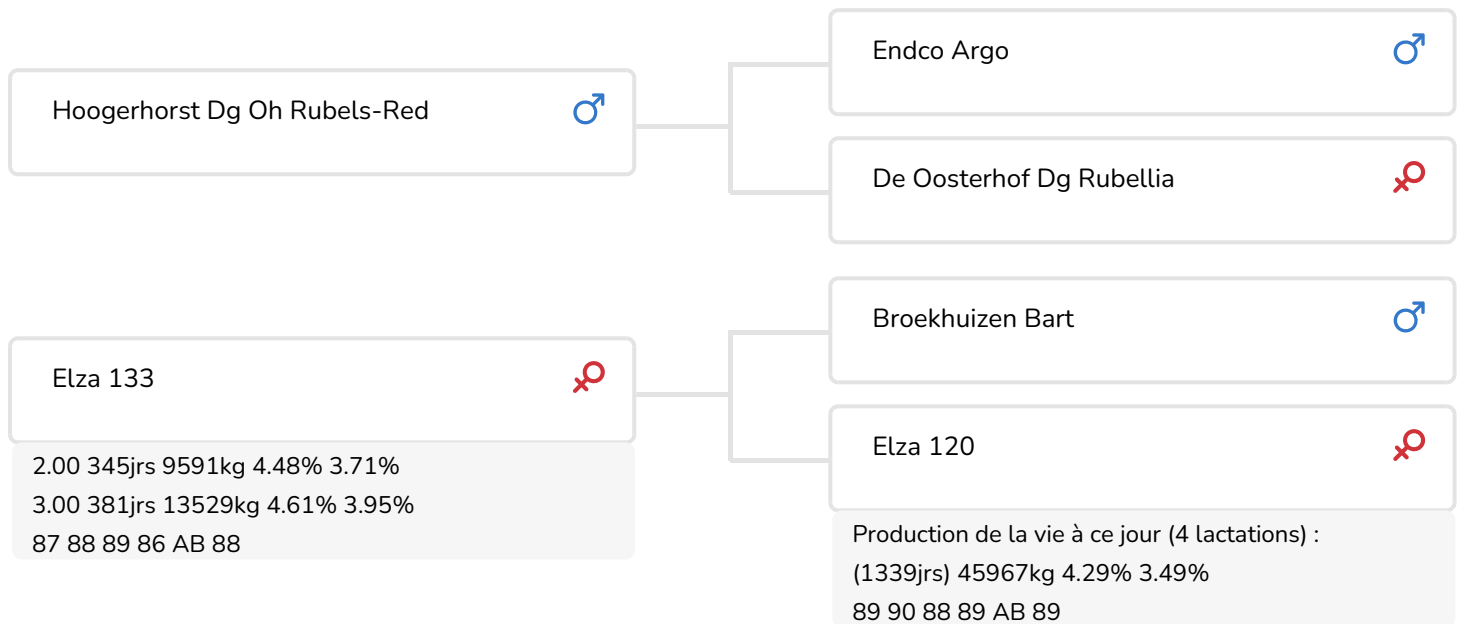 Hoogerhorst Dg Oh Rubels-Red
Endco Argo
De Oosterhof Dg Rubellia
Elza 133
2.00 345jrs 9591kg 4.48% 3.71%
3.00 381jrs 13529kg 4.61% 3.95%
87 88 89 86 AB 88
Broekhuizen Bart
Elza 120
Production de la vie à ce jour (4 lactations) :
(1339jrs) 45967kg 4.29% 3.49%
89 90 88 89 AB 89